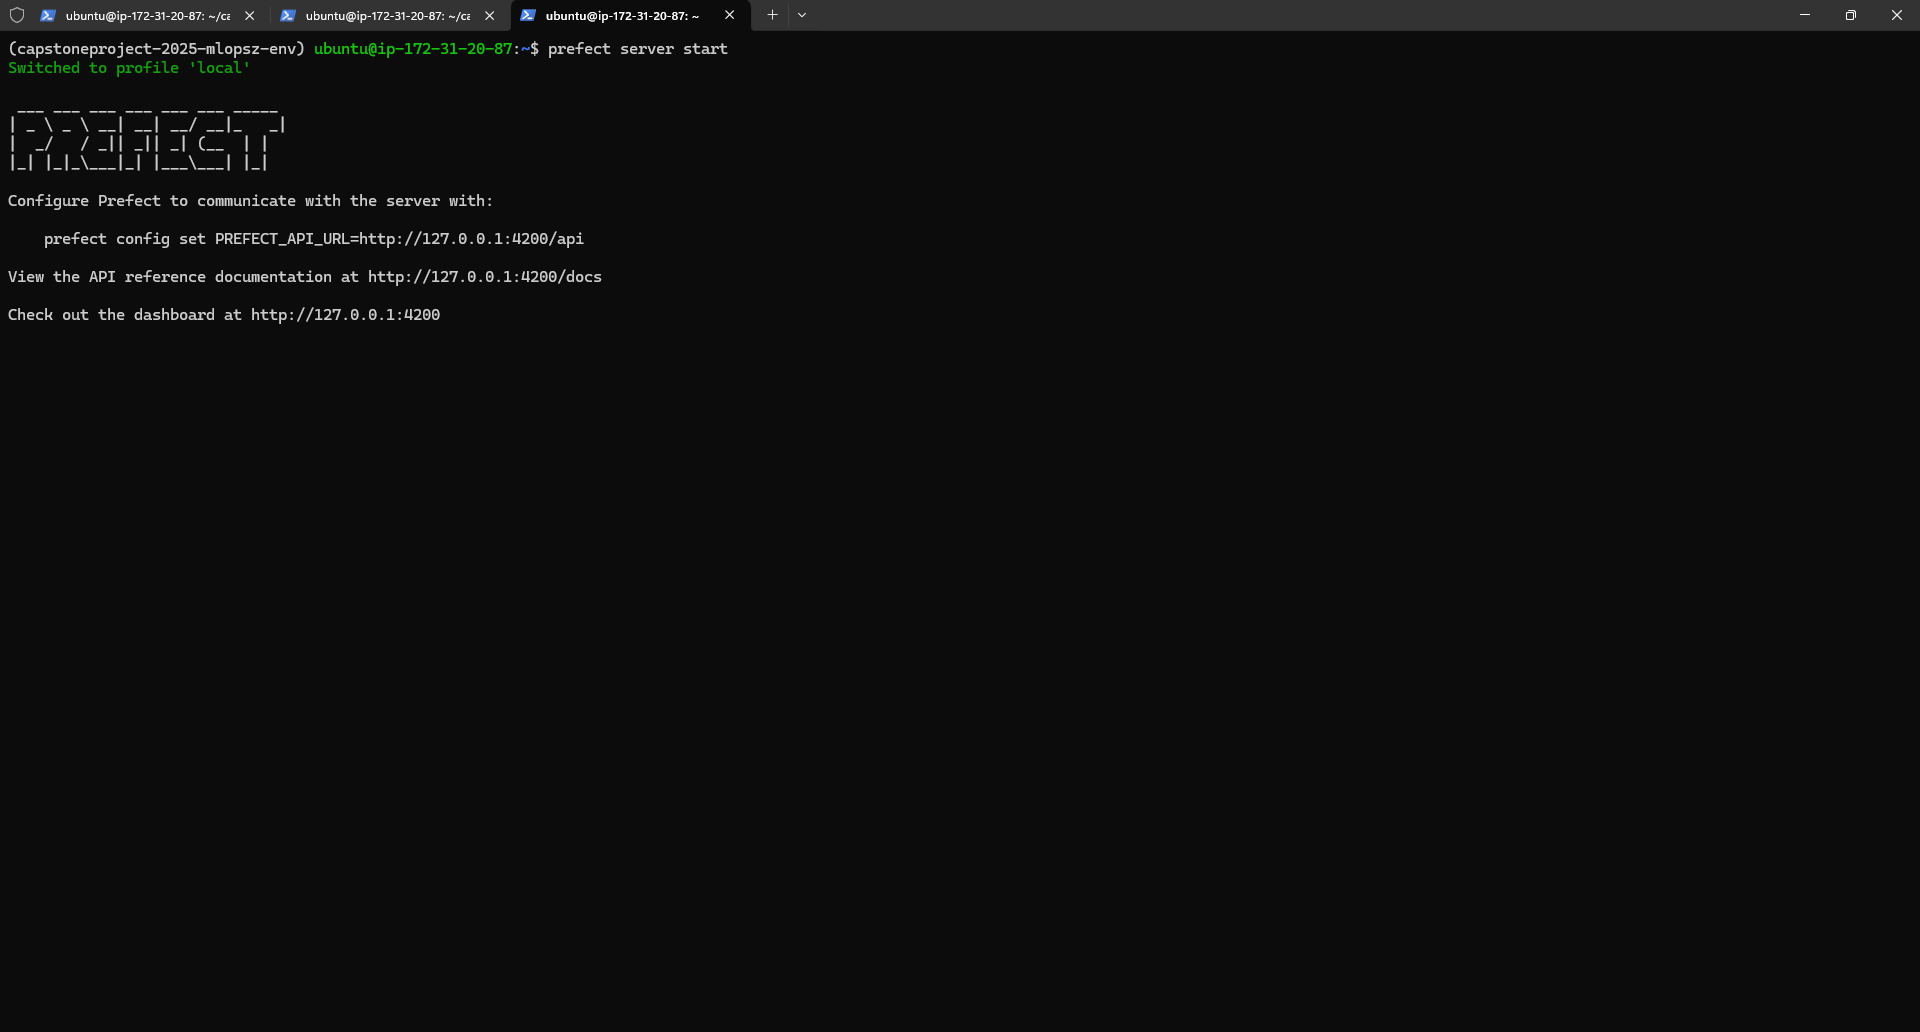 ubuntu@ip-172-31-20-87: ~/ca
ubuntu@ip-172-31-20-87: ~/ca
ubuntu@ip-172-31-20-87: ~
(capstoneproject-2025-mlopsz-env) ubuntu@ip-172-31-20-87:~$ prefect server start
Switched to profile 'local'
 ___ ___ ___ ___ ___ ___ _____
| _ \ _ \ __| __| __/ __|_   _|
|  _/   / _|| _|| _| (__  | |
|_| |_|_\___|_| |___\___| |_|
Configure Prefect to communicate with the server with:
prefect config set PREFECT_API_URL=http://127.0.0.1:4200/api
View the API reference documentation at http://127.0.0.1:4200/docs
Check out the dashboard at http://127.0.0.1:4200